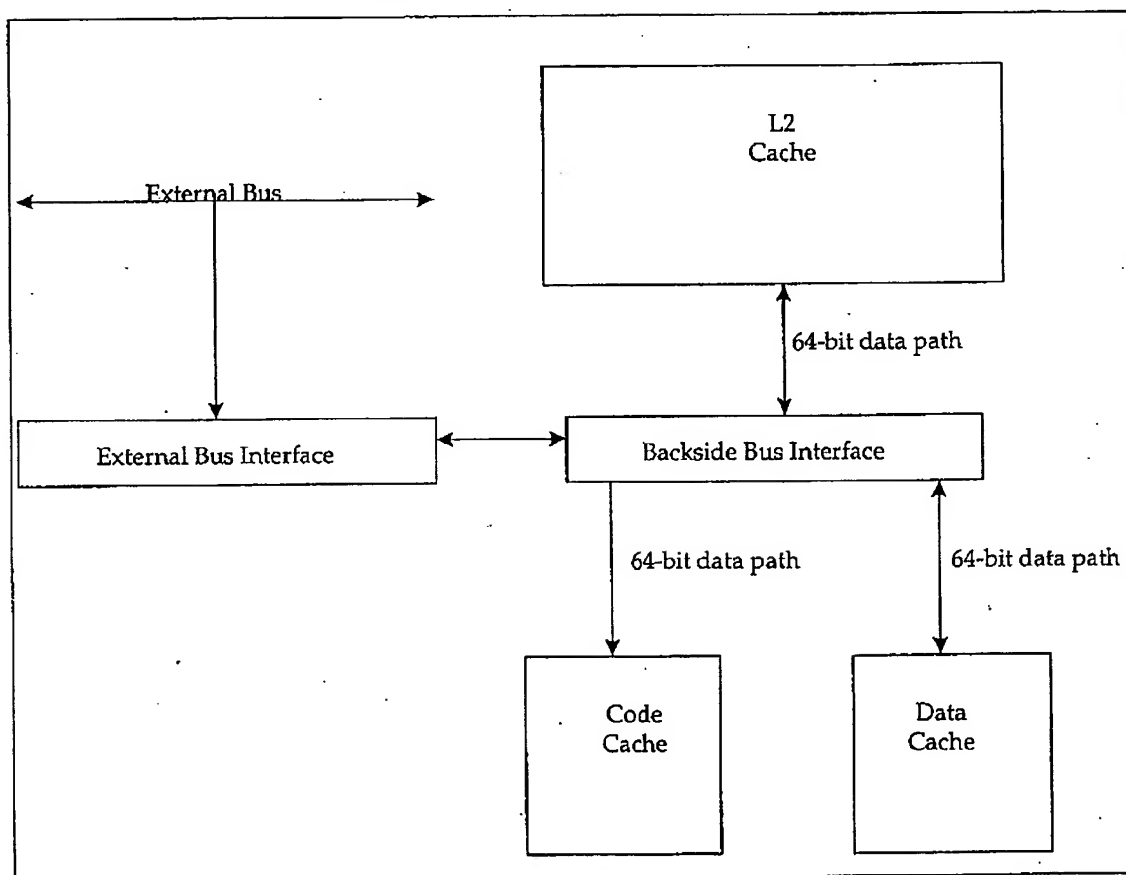 L2
Cache
External Bus
64-bit data path
External Bus Interface
Backside Bus Interface
64-bit data path
64-bit data path
Code
Cache
Data
Cache